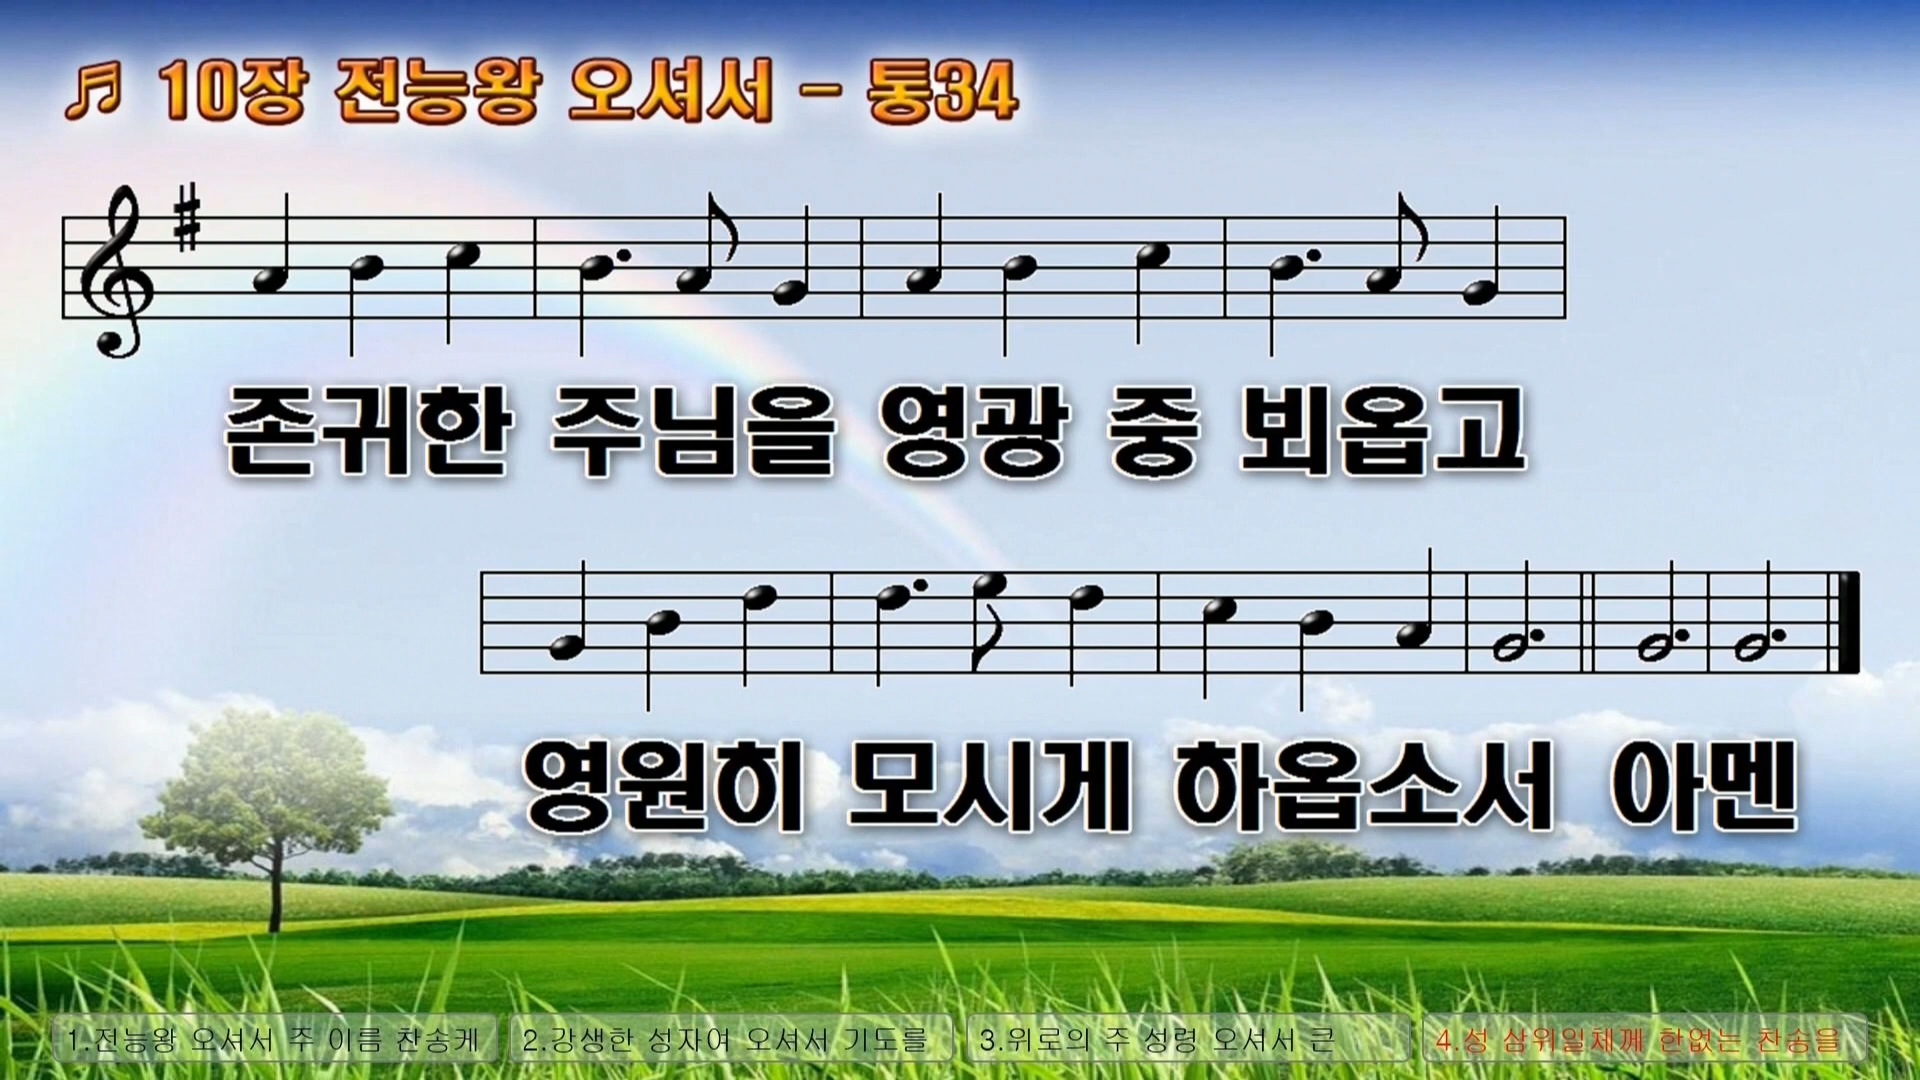 10장 전능왕 오셔서 - 통34
존귀한 주님을 영광 중 뵈옵고
영원히 모시게 하옵소서 아멘
1.전능왕 오셔서 주 이름 찬송케
2.강생한 성자여 오셔서 기도를
3.위로의 주 성령 오셔서 큰
4.성 삼위일체께 한없는 찬송을